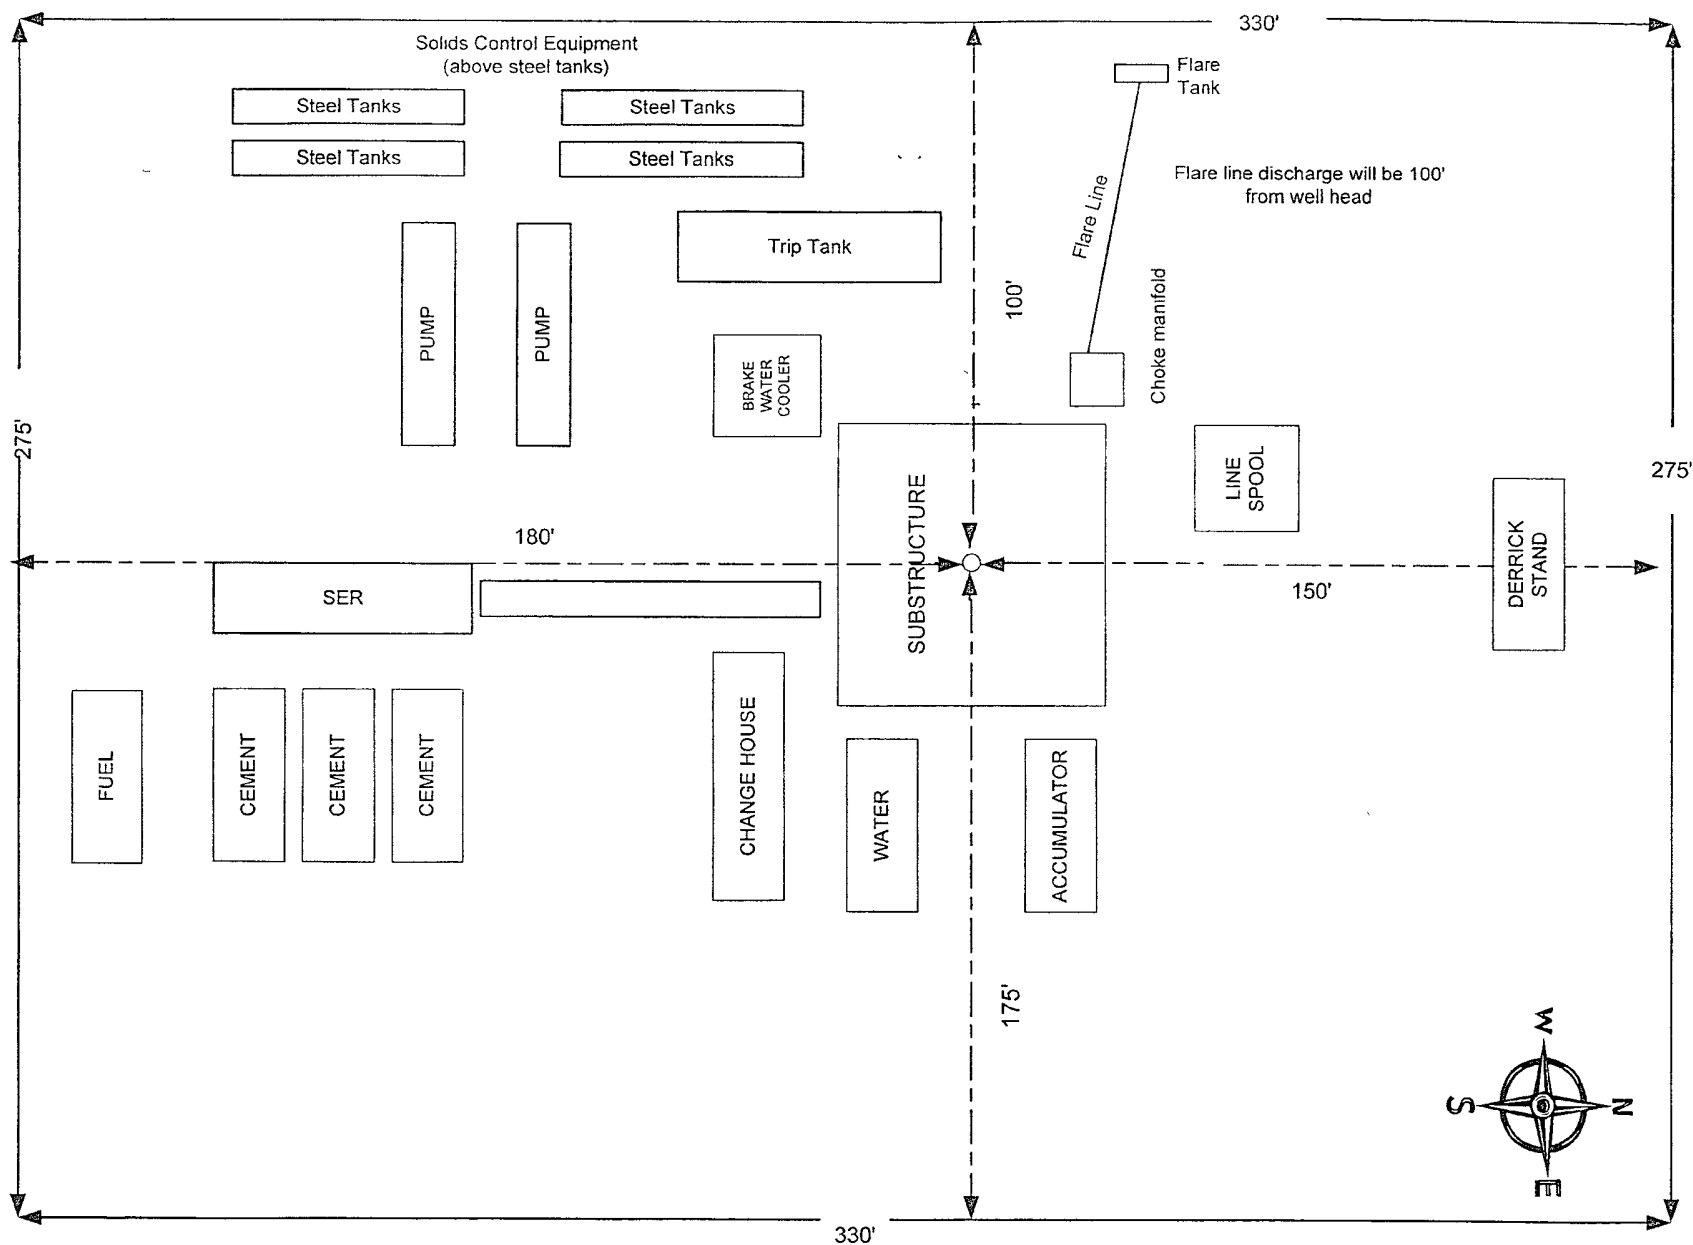 330'
Solids Control Equipment
(above steel tanks)
Flare
Tank
Steel Tanks
Steel Tanks
Steel Tanks
Steel Tanks
Flare line discharge will be 100'
from well head
Flare Line
Trip Tank
100'
Choke manifold
PUMP
PUMP
BRAKE
WATER
COOLER
275'
SUBSTRUCTURE
LINE
SPOOL
275'
180'
DERRICK
STAND
150'
SER
FUEL
CEMENT
CEMENT
CEMENT
CHANGE HOUSE
WATER
ACCUMULATOR
175'
W
S
N
E
330'